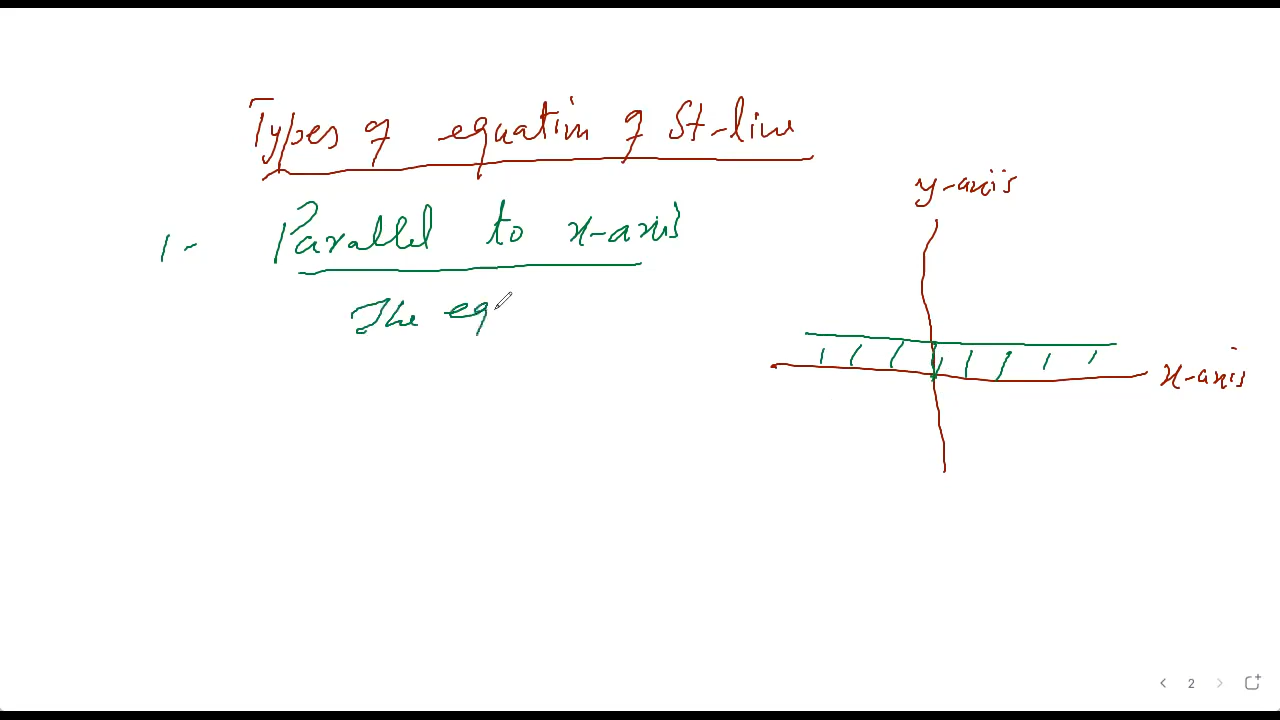 Types of equation of St-line
1- Parallel to x-axis
The eq
y-axis
x-axis
2